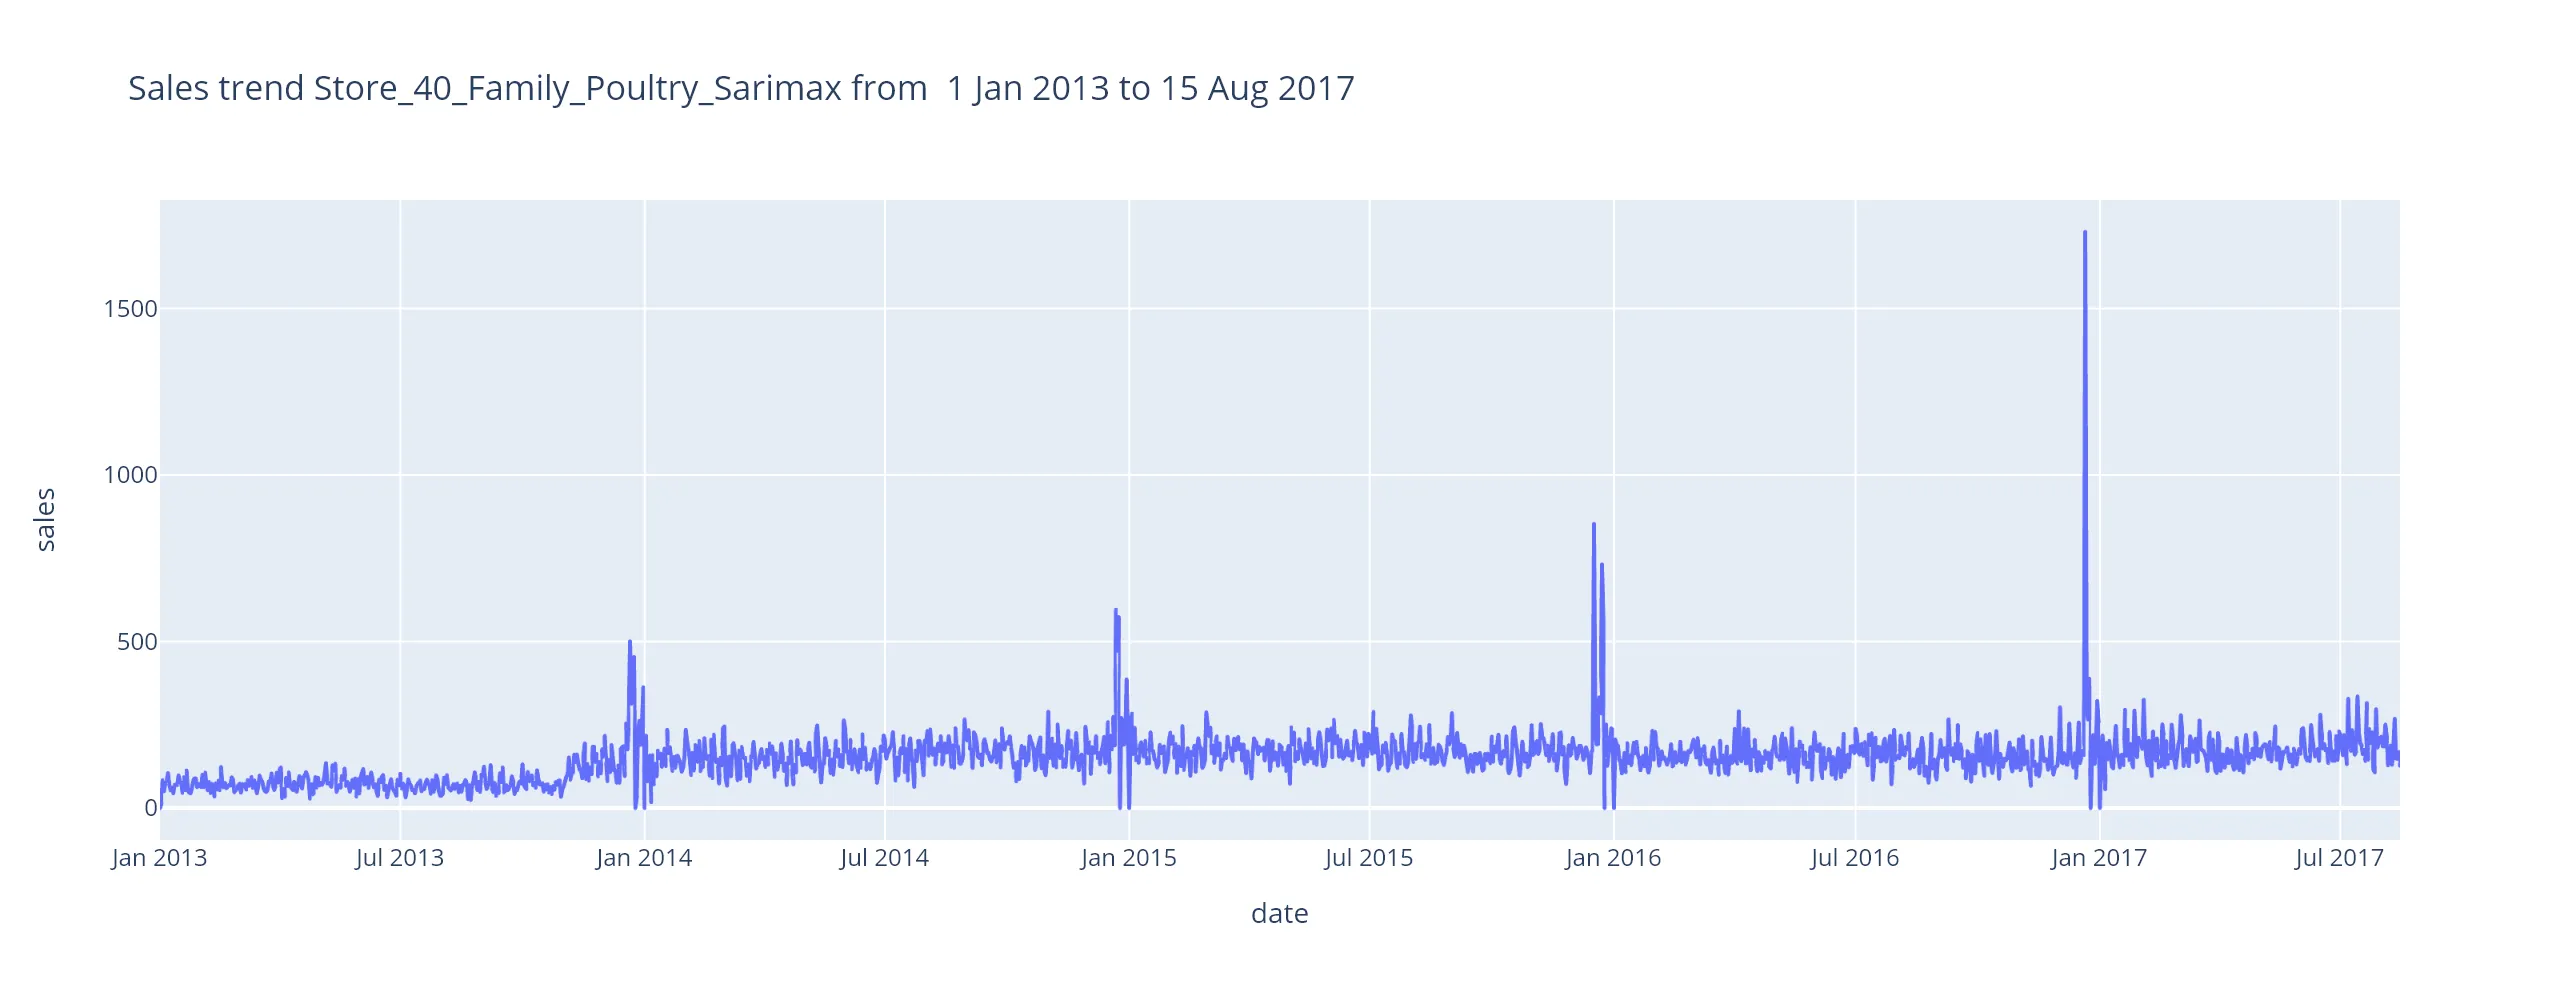 Sales trend Store_40_Family_Poultry_Sarimax from  1 Jan 2013 to 15 Aug 2017
1500
1000
500
0
sales
Jan 2013
Jul 2013
Jan 2014
Jul 2014
Jan 2015
Jul 2015
Jan 2016
Jul 2016
Jan 2017
Jul 2017
date